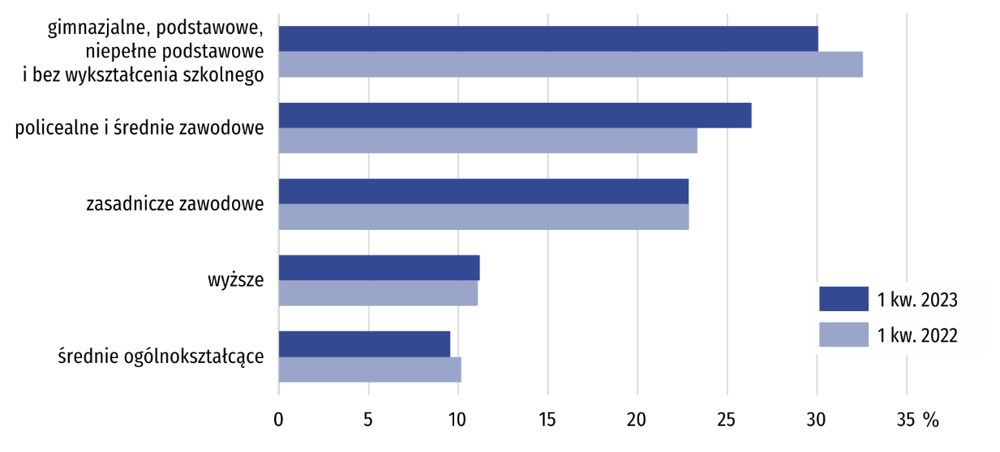 gimnazjalne, podstawowe,
niepełne podstawowe
i bez wykształcenia szkolnego
policealne i średnie zawodowe
zasadnicze zawodowe
wyższe
średnie ogólnokształcące
1 kw. 2023
1 kw. 2022
0 5 10 15 20 25 30 35 %